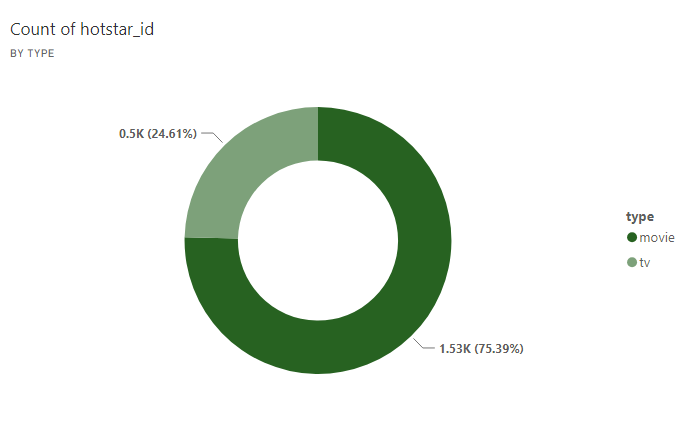 Count of hotstar_id
BY TYPE
0.5K (24.61%)
type
movie
tv
1.53K (75.39%)